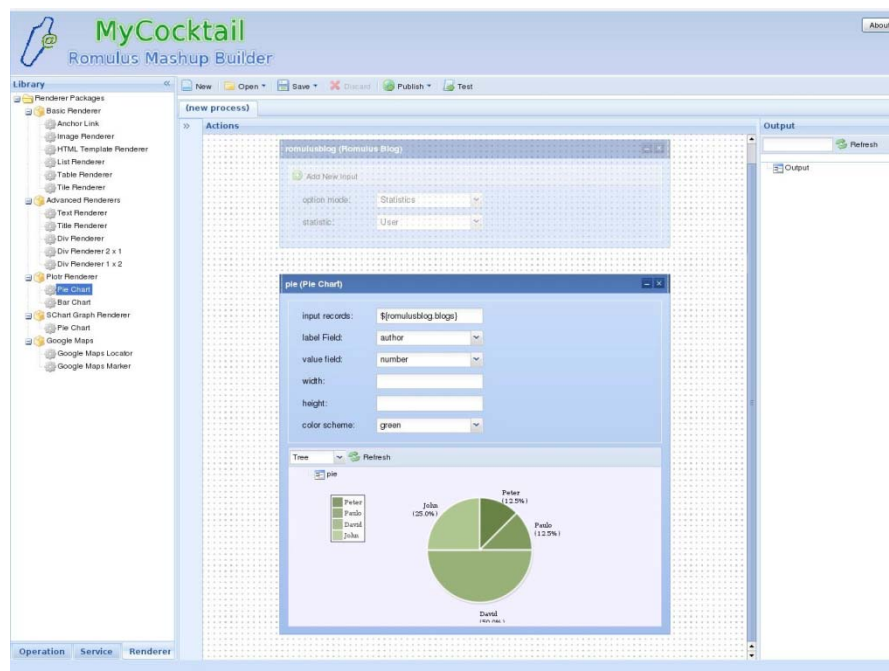 MyCocktail
Romulus Mashup Builder
About
Library
New
Open
Save
Discard
Publish
Test
Renderer Packages
Basic Renderer
Anchor Link
Image Renderer
HTML Template Renderer
List Renderer
Table Renderer
Tile Renderer
Advanced Renderers
Text Renderer
Title Renderer
Div Renderer
Div Renderer 2 x 1
Div Renderer 1 x 2
Plotr Renderer
Pie Chart
Bar Chart
SChart Graph Renderer
Pie Chart
Google Maps
Google Maps Locator
Google Maps Marker
Operation
Service
Renderer
(new process)
Actions
romulusblog (Romulus Blog)
Add New Input
option mode: Statistics
statistic: User
pie (Pie Chart)
input records: ${romulusblog.blogs}
label Field: author
value field: number
width:
height:
color scheme: green
Tree
Refresh
pie
Peter
Paulo
David
John
John
(25.0%)
Peter
(12.5%)
Paulo
(12.5%)
David
(50.0%)
Output
Refresh
Output